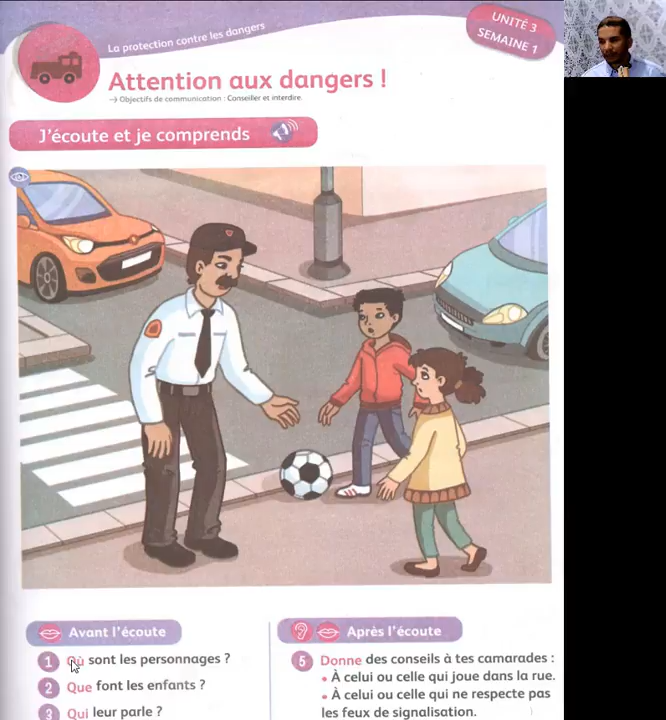 La protection contre les dangers
UNITÉ 3
SEMAINE 1
Attention aux dangers !
→ Objectifs de communication : Conseiller et interdire.
J'écoute et je comprends
Avant l'écoute
1 Où sont les personnages ?
2 Que font les enfants ?
3 Qui leur parle ?
Après l'écoute
5 Donne des conseils à tes camarades :
• À celui ou celle qui joue dans la rue.
• À celui ou celle qui ne respecte pas
les feux de signalisation.